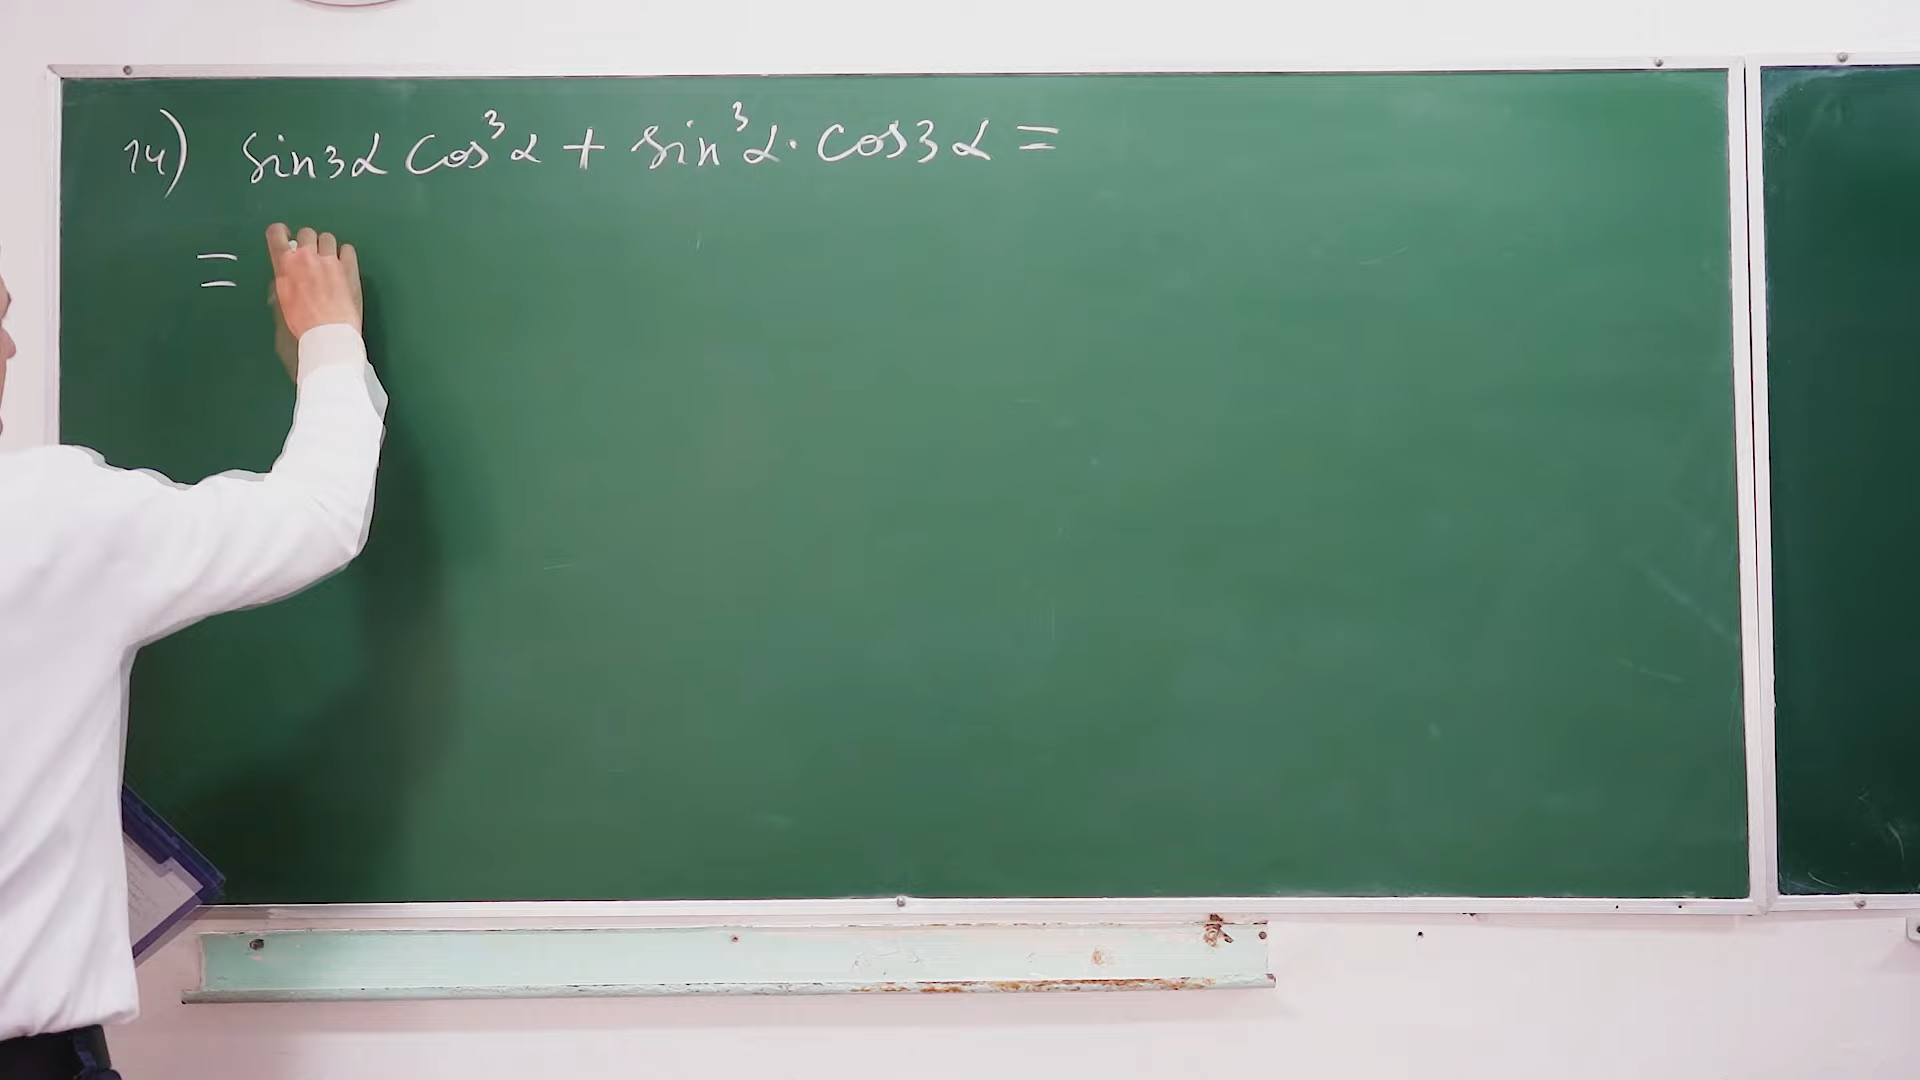 14) sin3α cos³α + sin³α · cos3α =
=